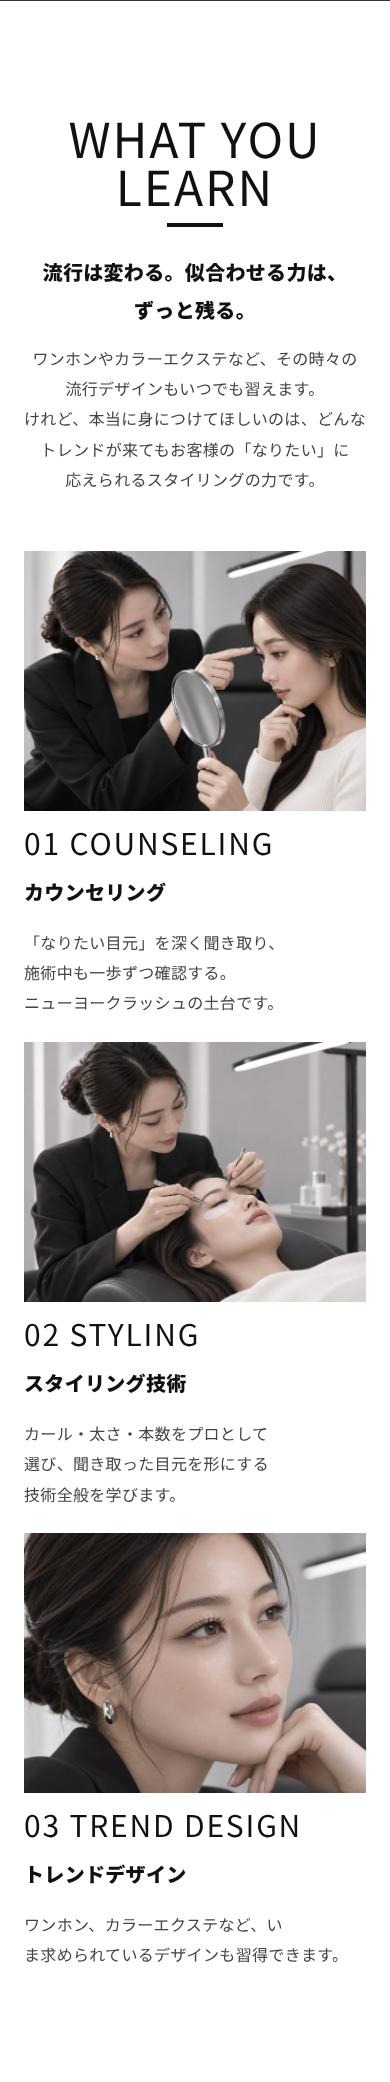 WHAT YOU
LEARN
流行は変わる。似合わせる力は、
ずっと残る。
ワンホンやカラーエクステなど、その時々の
流行デザインもいつでも習えます。
けれど、本当に身につけてほしいのは、どんな
トレンドが来てもお客様の「なりたい」に
応えられるスタイリングの力です。
01 COUNSELING
カウンセリング
「なりたい目元」を深く聞き取り、
施術中も一歩ずつ確認する。
ニューヨークラッシュの土台です。
02 STYLING
スタイリング技術
カール・太さ・本数をプロとして
選び、聞き取った目元を形にする
技術全般を学びます。
03 TREND DESIGN
トレンドデザイン
ワンホン、カラーエクステなど、い
ま求められているデザインも習得できます。